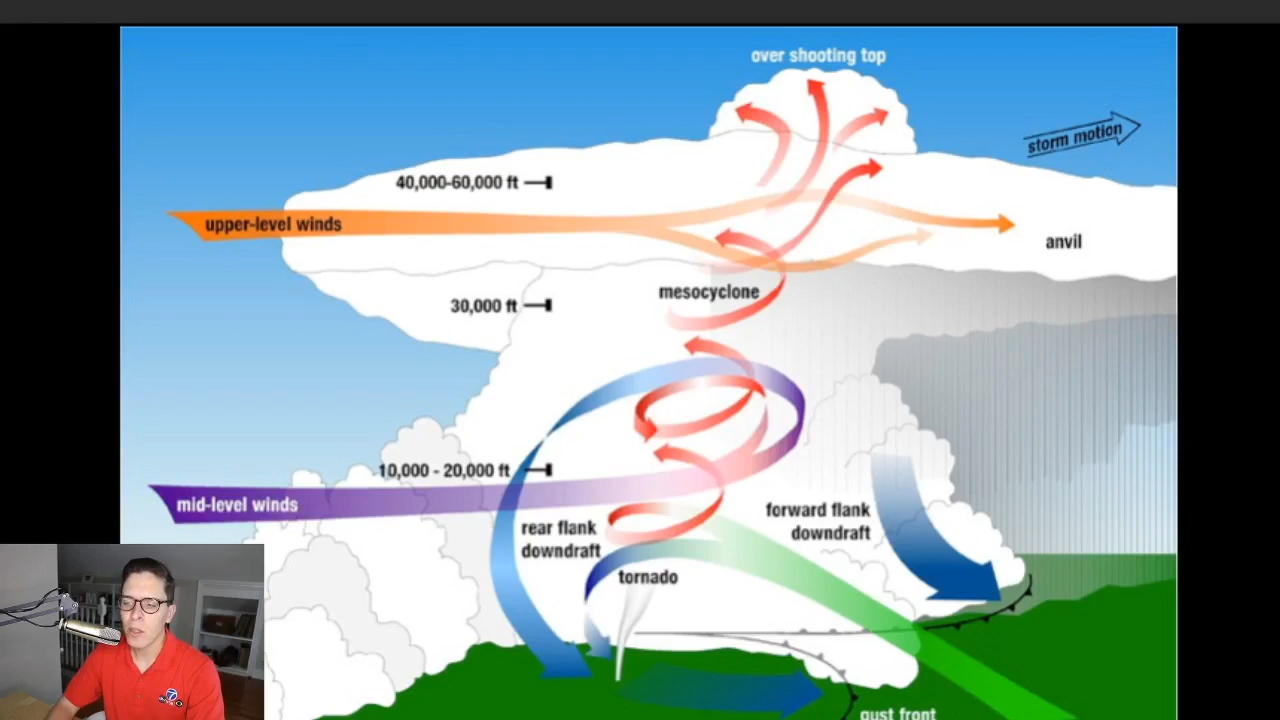 over shooting top
storm motion
40,000-60,000 ft
upper-level winds
anvil
mesocyclone
30,000 ft
10,000 - 20,000 ft
mid-level winds
rear flank
downdraft
forward flank
downdraft
tornado
gust front
7